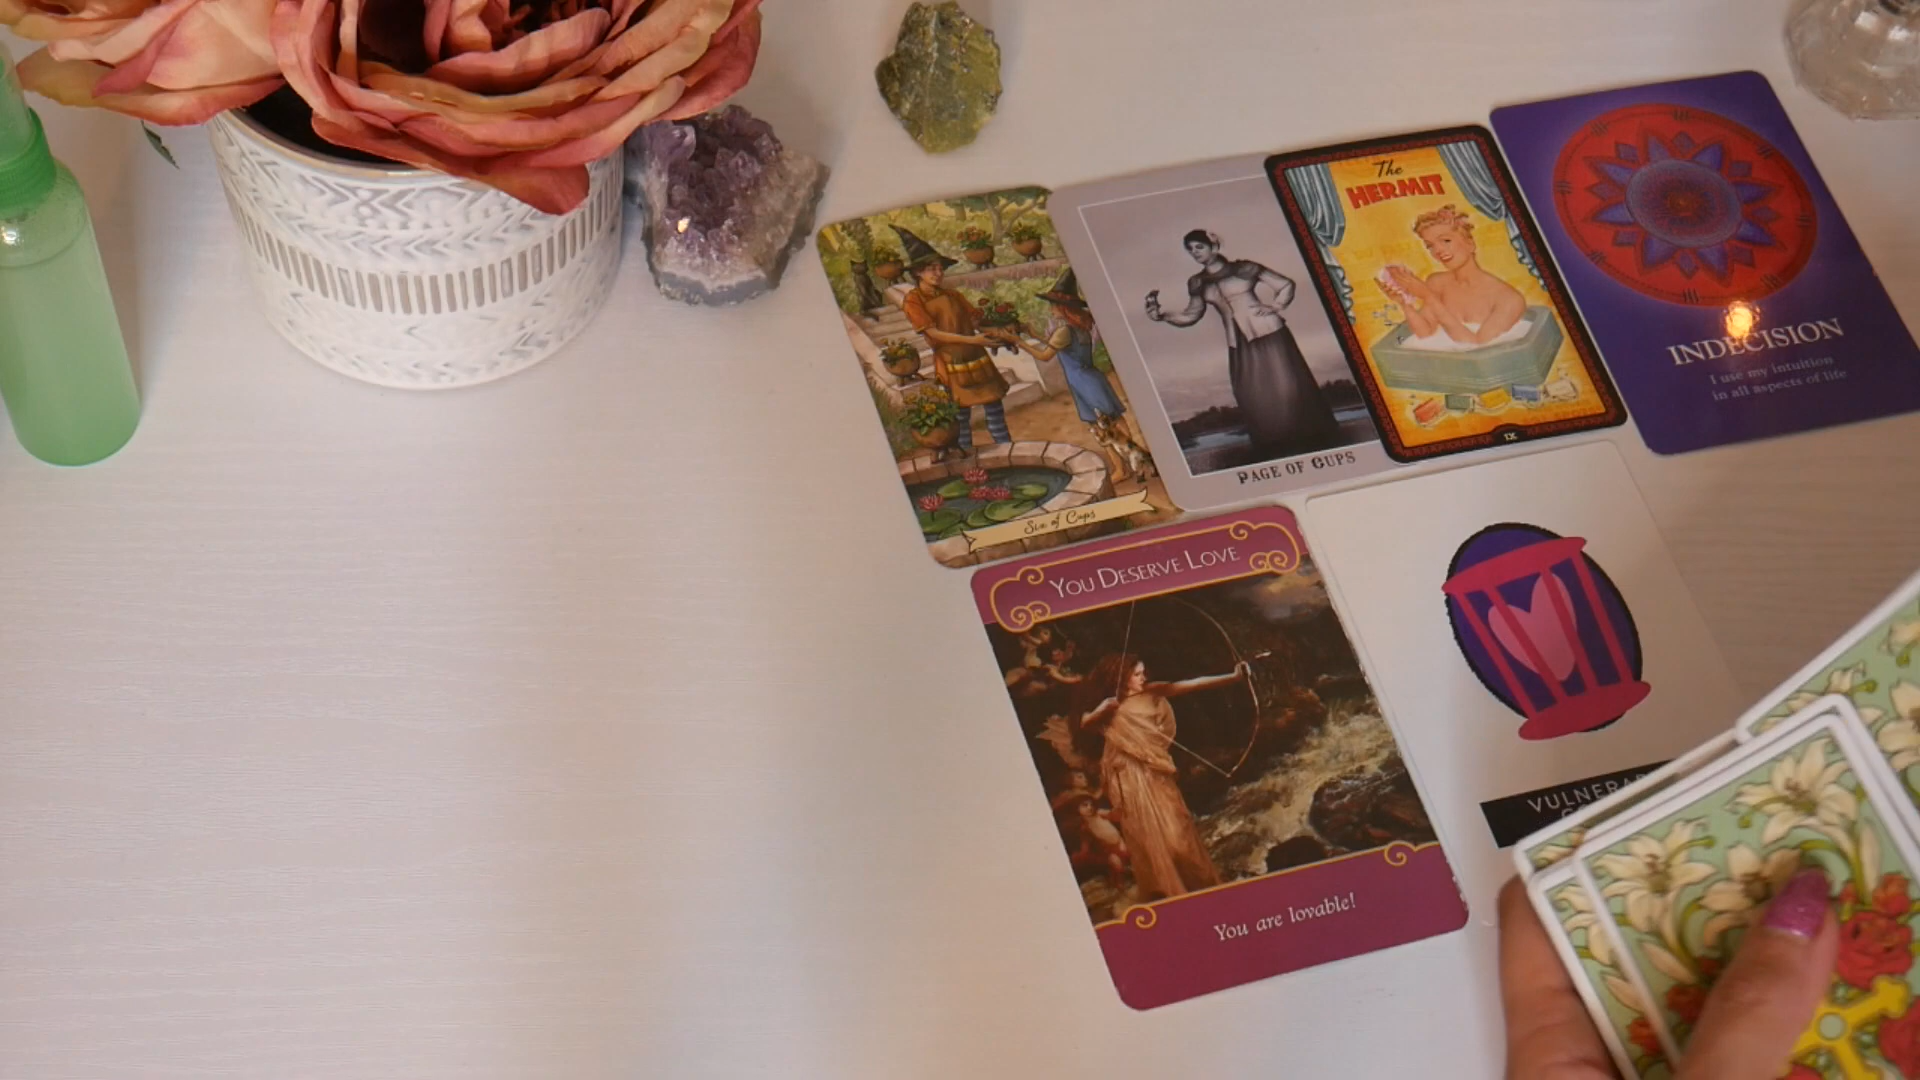 The
HERMIT
IX
INDECISION
I use my intuition
in all aspects of life
PAGE OF CUPS
Six of Cups
YOU DESERVE LOVE
You are lovable!